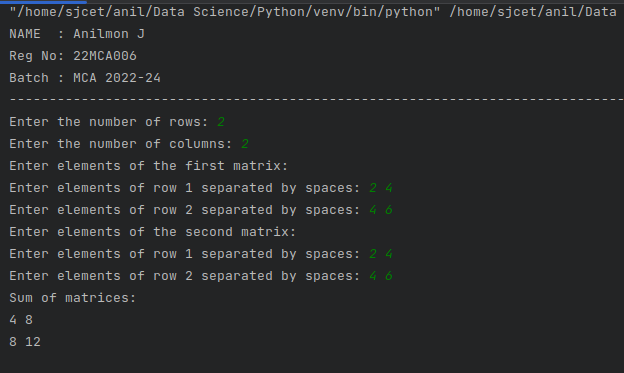 "/home/sjcet/anil/Data Science/Python/venv/bin/python" /home/sjcet/anil/Data
NAME  : Anilmon J
Reg No: 22MCA006
Batch : MCA 2022-24
-----------------------------------------------------------------------------
Enter the number of rows: 2
Enter the number of columns: 2
Enter elements of the first matrix:
Enter elements of row 1 separated by spaces: 2 4
Enter elements of row 2 separated by spaces: 4 6
Enter elements of the second matrix:
Enter elements of row 1 separated by spaces: 2 4
Enter elements of row 2 separated by spaces: 4 6
Sum of matrices:
4 8
8 12